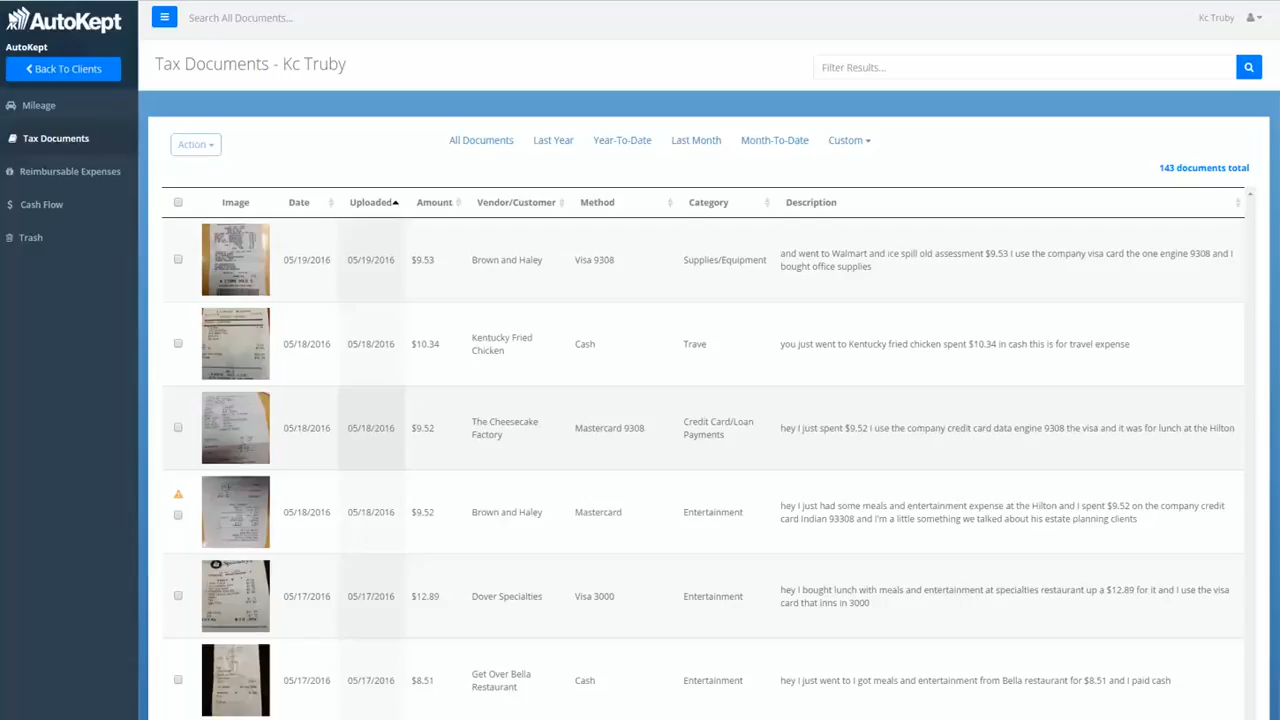 AutoKept
Search All Documents...
Kc Truby
AutoKept
Back To Clients
Tax Documents - Kc Truby
Filter Results...
Mileage
Tax Documents
Reimbursable Expenses
Cash Flow
Trash
Action
All Documents Last Year Year-To-Date Last Month Month-To-Date Custom
143 documents total
Image Date Uploaded Amount Vendor/Customer Method Category Description
05/19/2016 05/19/2016 $9.53 Brown and Haley Visa 9308 Supplies/Equipment
and went to Walmart and ice spill old assessment $9.53 I use the company visa card the one engine 9308 and I
bought office supplies
05/18/2016 05/18/2016 $10.34
Kentucky Fried
Chicken
Cash Trave you just went to Kentucky fried chicken spent $10.34 in cash this is for travel expense
05/18/2016 05/18/2016 $9.52
The Cheesecake
Factory
Mastercard 9308
Credit Card/Loan
Payments
hey I just spent $9.52 I use the company credit card data engine 9308 the visa and it was for lunch at the Hilton
05/18/2016 05/18/2016 $9.52 Brown and Haley Mastercard Entertainment
hey I just had some meals and entertainment expense at the Hilton and I spent $9.52 on the company credit
card Indian 93308 and I'm a little something we talked about his estate planning clients
05/17/2016 05/17/2016 $12.89 Dover Specialties Visa 3000 Entertainment
hey I bought lunch with meals and entertainment at specialties restaurant up a $12.89 for it and I use the visa
card that inns in 3000
05/17/2016 05/17/2016 $8.51
Get Over Bella
Restaurant
Cash Entertainment hey I just went to I got meals and entertainment from Bella restaurant for $8.51 and I paid cash